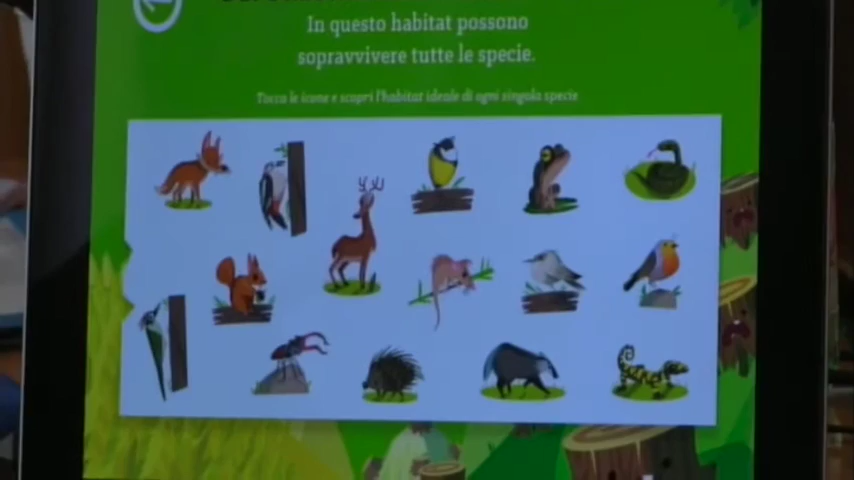 In questo habitat possono
sopravvivere tutte le specie.
Tocca le icone e scopri l'habitat ideale di ogni singola specie